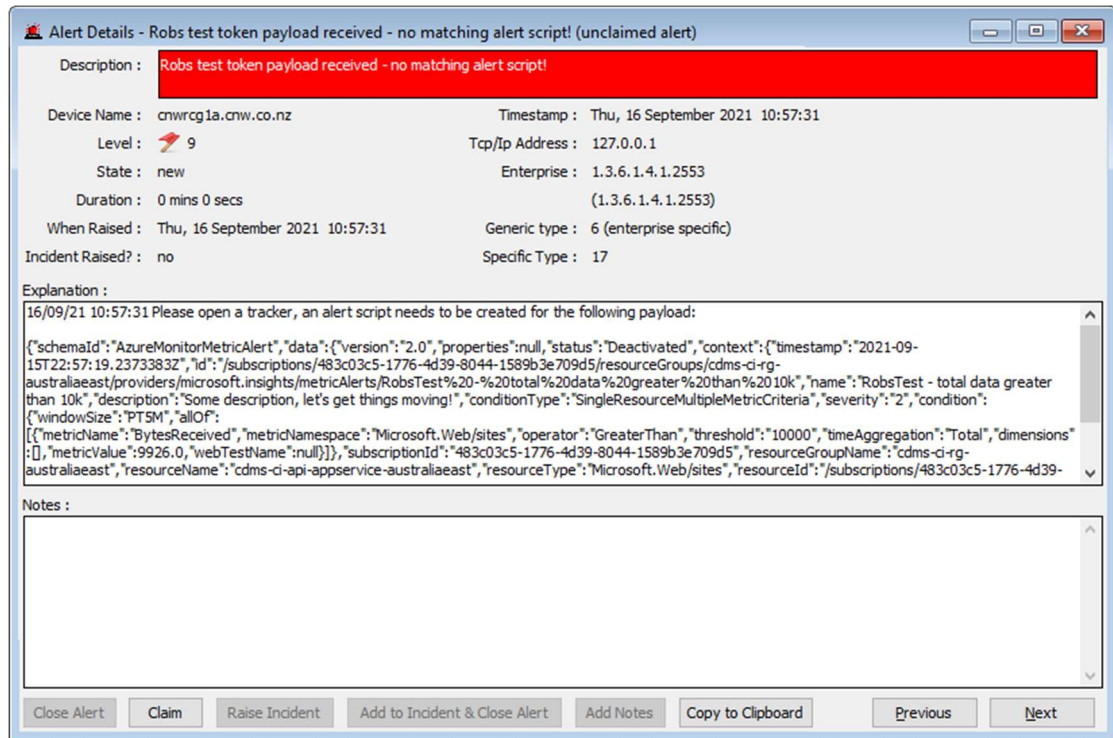 Alert Details - Robs test token payload received - no matching alert script! (unclaimed alert)
Description : Robs test token payload received - no matching alert script!
Device Name : cnwrcg1a.cnw.co.nz Timestamp : Thu, 16 September 2021 10:57:31
Level : 9 Tcp/Ip Address : 127.0.0.1
State : new Enterprise : 1.3.6.1.4.1.2553
Duration : 0 mins 0 secs (1.3.6.1.4.1.2553)
When Raised : Thu, 16 September 2021 10:57:31 Generic type : 6 (enterprise specific)
Incident Raised? : no Specific Type : 17
Explanation :
16/09/21 10:57:31 Please open a tracker, an alert script needs to be created for the following payload:
{"schemaId":"AzureMonitorMetricAlert","data":{"version":"2.0","properties":null,"status":"Deactivated","context":{"timestamp":"2021-09-
15T22:57:19.2373383Z","id":"/subscriptions/483c03c5-1776-4d39-8044-1589b3e709d5/resourceGroups/cdms-ci-rg-
australiaeast/providers/microsoft.insights/metricAlerts/RobsTest%20-%20total%20data%20greater%20than%2010k","name":"RobsTest - total data greater
than 10k","description":"Some description, let's get things moving!","conditionType":"SingleResourceMultipleMetricCriteria","severity":"2","condition":
{"windowSize":"PT5M","allOf":
[{"metricName":"BytesReceived","metricNamespace":"Microsoft.Web/sites","operator":"GreaterThan","threshold":"10000","timeAggregation":"Total","dimensions"
:[],"metricValue":9926.0,"webTestName":null}]},"subscriptionId":"483c03c5-1776-4d39-8044-1589b3e709d5","resourceGroupName":"cdms-ci-rg-
australiaeast","resourceName":"cdms-ci-api-appservice-australiaeast","resourceType":"Microsoft.Web/sites","resourceId":"/subscriptions/483c03c5-1776-4d39-
Notes :
Close Alert Claim Raise Incident Add to Incident & Close Alert Add Notes Copy to Clipboard Previous Next